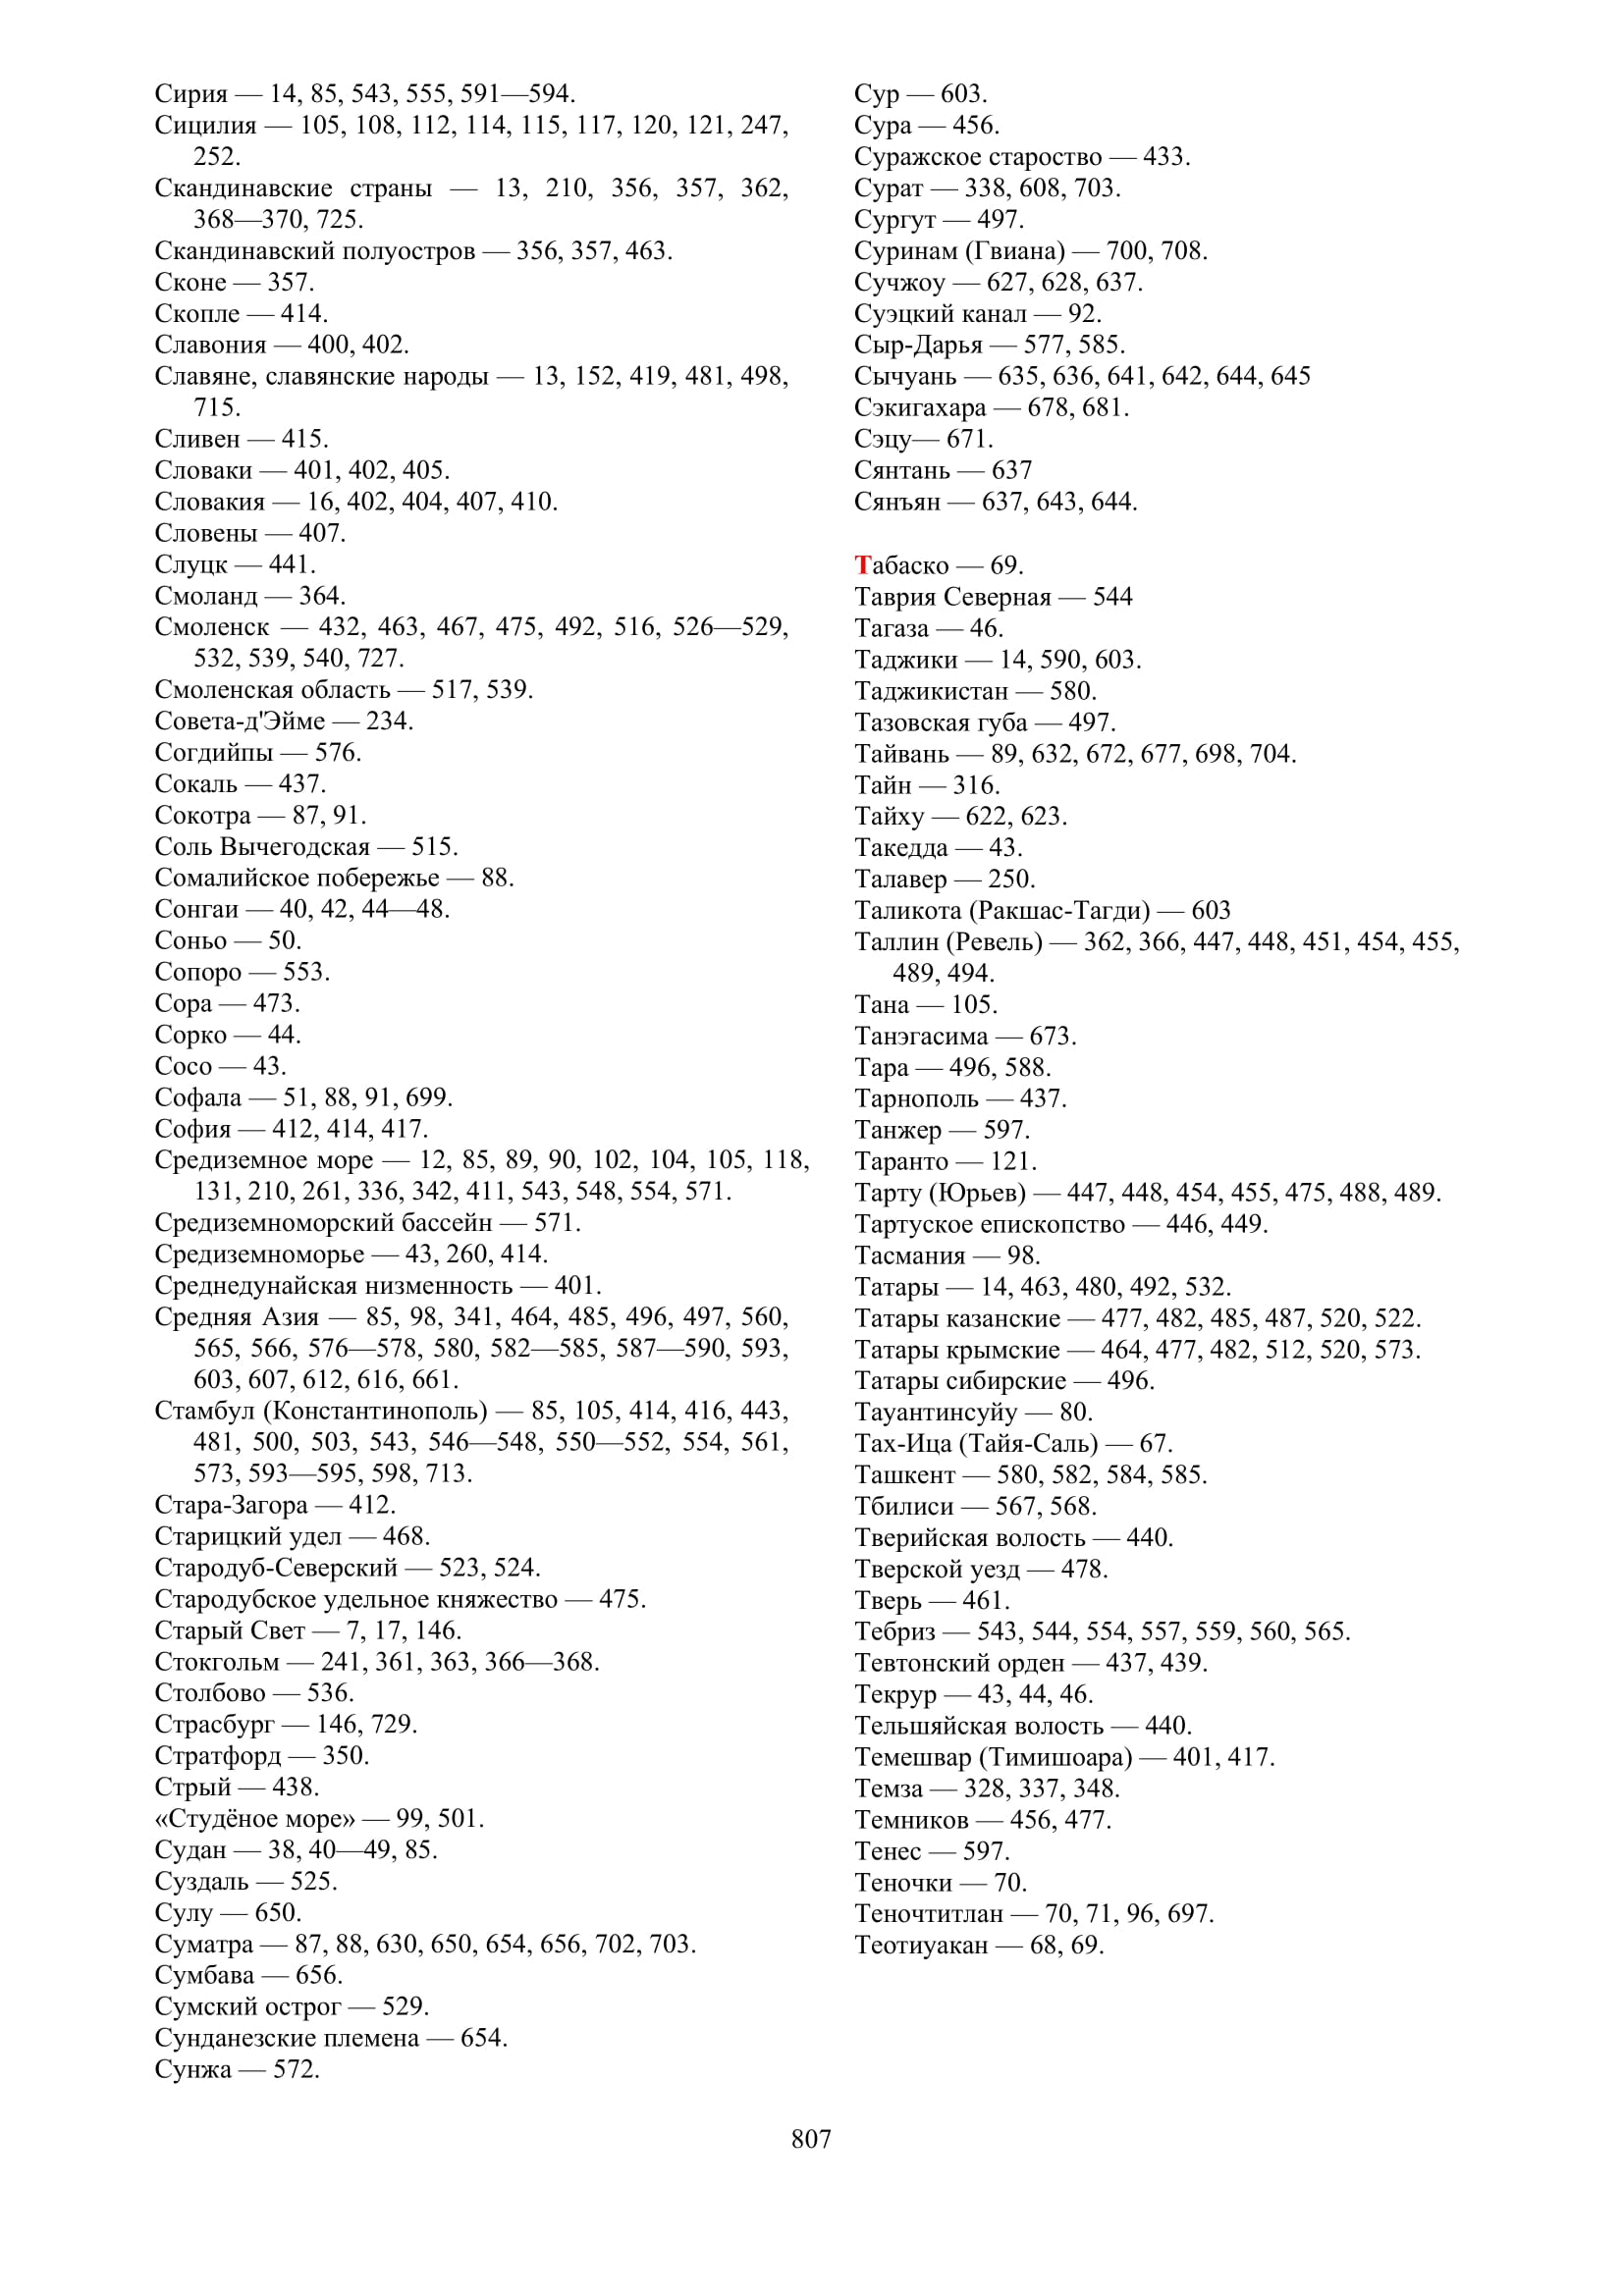 Сирия — 14, 85, 543, 555, 591—594.
Сицилия — 105, 108, 112, 114, 115, 117, 120, 121, 247,
252.
Скандинавские страны — 13, 210, 356, 357, 362,
368—370, 725.
Скандинавский полуостров — 356, 357, 463.
Сконе — 357.
Скопле — 414.
Славония — 400, 402.
Славяне, славянские народы — 13, 152, 419, 481, 498,
715.
Сливен — 415.
Словаки — 401, 402, 405.
Словакия — 16, 402, 404, 407, 410.
Словены — 407.
Слуцк — 441.
Смоланд — 364.
Смоленск — 432, 463, 467, 475, 492, 516, 526—529,
532, 539, 540, 727.
Смоленская область — 517, 539.
Совета-д'Эйме — 234.
Согдийпы — 576.
Сокаль — 437.
Сокотра — 87, 91.
Соль Вычегодская — 515.
Сомалийское побережье — 88.
Сонгаи — 40, 42, 44—48.
Соньо — 50.
Сопоро — 553.
Сора — 473.
Сорко — 44.
Сосо — 43.
Софала — 51, 88, 91, 699.
София — 412, 414, 417.
Средиземное море — 12, 85, 89, 90, 102, 104, 105, 118,
131, 210, 261, 336, 342, 411, 543, 548, 554, 571.
Средиземноморский бассейн — 571.
Средиземноморье — 43, 260, 414.
Среднедунайская низменность — 401.
Средняя Азия — 85, 98, 341, 464, 485, 496, 497, 560,
565, 566, 576—578, 580, 582—585, 587—590, 593,
603, 607, 612, 616, 661.
Стамбул (Константинополь) — 85, 105, 414, 416, 443,
481, 500, 503, 543, 546—548, 550—552, 554, 561,
573, 593—595, 598, 713.
Стара-Загора — 412.
Старицкий удел — 468.
Стародуб-Северский — 523, 524.
Стародубское удельное княжество — 475.
Старый Свет — 7, 17, 146.
Стокгольм — 241, 361, 363, 366—368.
Столбово — 536.
Страсбург — 146, 729.
Стратфорд — 350.
Стрый — 438.
«Студёное море» — 99, 501.
Судан — 38, 40—49, 85.
Суздаль — 525.
Сулу — 650.
Суматра — 87, 88, 630, 650, 654, 656, 702, 703.
Сумбава — 656.
Сумский острог — 529.
Сунданезские племена — 654.
Сунжа — 572.
Сур — 603.
Сура — 456.
Суражское староство — 433.
Сурат — 338, 608, 703.
Сургут — 497.
Суринам (Гвиана) — 700, 708.
Сучжоу — 627, 628, 637.
Суэцкий канал — 92.
Сыр-Дарья — 577, 585.
Сычуань — 635, 636, 641, 642, 644, 645
Сэкигахара — 678, 681.
Сэцу— 671.
Сянтань — 637
Сянъян — 637, 643, 644.
Табаско — 69.
Таврия Северная — 544
Тагаза — 46.
Таджики — 14, 590, 603.
Таджикистан — 580.
Тазовская губа — 497.
Тайвань — 89, 632, 672, 677, 698, 704.
Тайн — 316.
Тайху — 622, 623.
Такедда — 43.
Талавер — 250.
Таликота (Ракшас-Тагди) — 603
Таллин (Ревель) — 362, 366, 447, 448, 451, 454, 455,
489, 494.
Тана — 105.
Танэгасима — 673.
Тара — 496, 588.
Тарнополь — 437.
Танжер — 597.
Таранто — 121.
Тарту (Юрьев) — 447, 448, 454, 455, 475, 488, 489.
Тартуское епископство — 446, 449.
Тасмания — 98.
Татары — 14, 463, 480, 492, 532.
Татары казанские — 477, 482, 485, 487, 520, 522.
Татары крымские — 464, 477, 482, 512, 520, 573.
Татары сибирские — 496.
Тауантинсуйу — 80.
Тах-Ица (Тайя-Саль) — 67.
Ташкент — 580, 582, 584, 585.
Тбилиси — 567, 568.
Тверийская волость — 440.
Тверской уезд — 478.
Тверь — 461.
Тебриз — 543, 544, 554, 557, 559, 560, 565.
Тевтонский орден — 437, 439.
Текрур — 43, 44, 46.
Тельшяйская волость — 440.
Темешвар (Тимишоара) — 401, 417.
Темза — 328, 337, 348.
Темников — 456, 477.
Тенес — 597.
Теночки — 70.
Теночтитлан — 70, 71, 96, 697.
Теотиуакан — 68, 69.
807